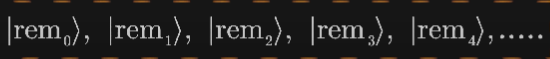 |rem₀⟩, |rem₁⟩, |rem₂⟩, |rem₃⟩, |rem₄⟩,.....